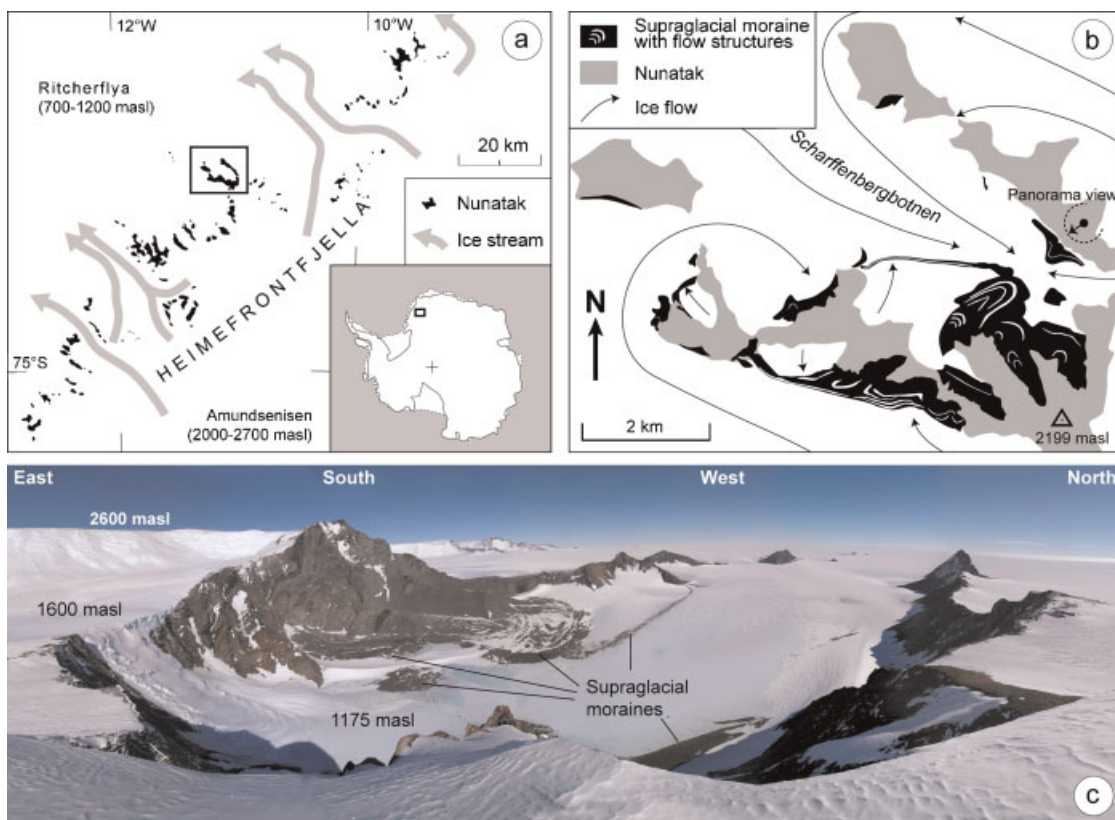 12°W
10°W
a
Ritcherflya
(700-1200 masl)
20 km
Nunatak
Ice stream
HEIMEFRONTFJELLA
75°S
Amundsenisen
(2000-2700 masl)
Supraglacial moraine
with flow structures
Nunatak
Ice flow
b
Scharffenbergbotnen
Panorama view
N
2 km
2199 masl
East
South
West
North
2600 masl
1600 masl
1175 masl
Supraglacial
moraines
c